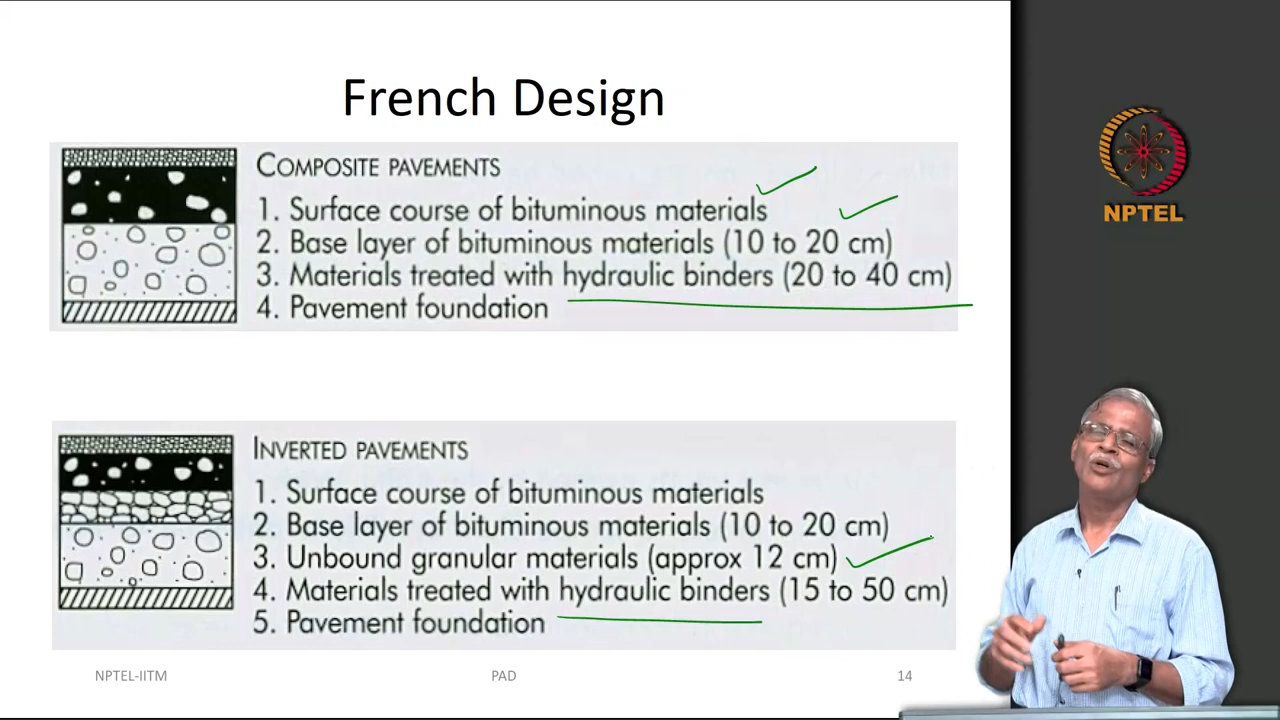 French Design
COMPOSITE PAVEMENTS
1. Surface course of bituminous materials
2. Base layer of bituminous materials (10 to 20 cm)
3. Materials treated with hydraulic binders (20 to 40 cm)
4. Pavement foundation
INVERTED PAVEMENTS
1. Surface course of bituminous materials
2. Base layer of bituminous materials (10 to 20 cm)
3. Unbound granular materials (approx 12 cm)
4. Materials treated with hydraulic binders (15 to 50 cm)
5. Pavement foundation
NPTEL-IITM
PAD
14
NPTEL